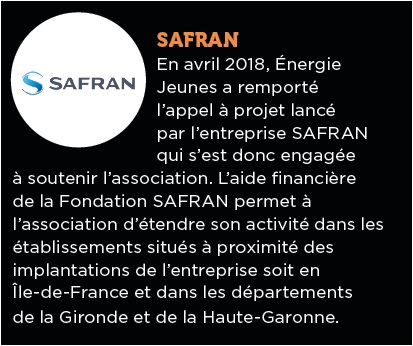 SAFRAN
SAFRAN
En avril 2018, Énergie
Jeunes a remporté
l'appel à projet lancé
par l'entreprise SAFRAN
qui s'est donc engagée
à soutenir l'association. L'aide financière
de la Fondation SAFRAN permet à
l'association d'étendre son activité dans les
établissements situés à proximité des
implantations de l'entreprise soit en
Île-de-France et dans les départements
de la Gironde et de la Haute-Garonne.